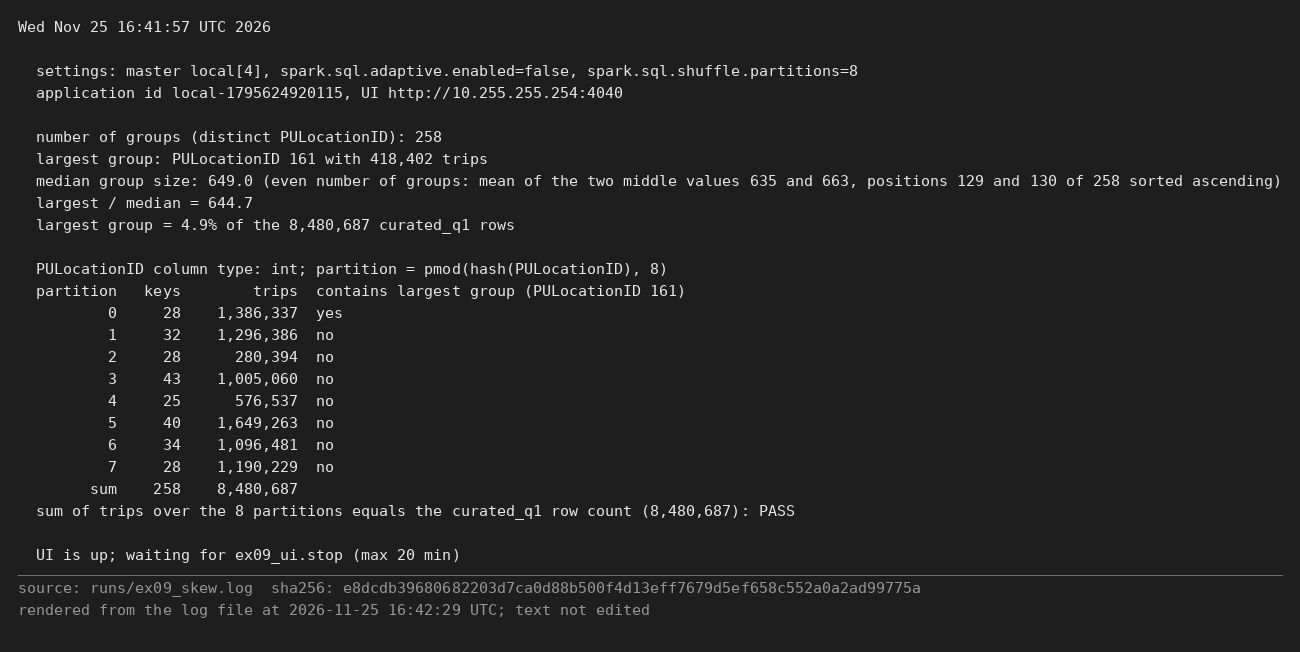 Wed Nov 25 16:41:57 UTC 2026
settings: master local[4], spark.sql.adaptive.enabled=false, spark.sql.shuffle.partitions=8
application id local-1795624920115, UI http://10.255.255.254:4040
number of groups (distinct PULocationID): 258
largest group: PULocationID 161 with 418,402 trips
median group size: 649.0 (even number of groups: mean of the two middle values 635 and 663, positions 129 and 130 of 258 sorted ascending)
largest / median = 644.7
largest group = 4.9% of the 8,480,687 curated_q1 rows
PULocationID column type: int; partition = pmod(hash(PULocationID), 8)
partition   keys        trips  contains largest group (PULocationID 161)
        0     28    1,386,337  yes
        1     32    1,296,386  no
        2     28      280,394  no
        3     43    1,005,060  no
        4     25      576,537  no
        5     40    1,649,263  no
        6     34    1,096,481  no
        7     28    1,190,229  no
      sum    258    8,480,687
sum of trips over the 8 partitions equals the curated_q1 row count (8,480,687): PASS
UI is up; waiting for ex09_ui.stop (max 20 min)
source: runs/ex09_skew.log  sha256: e8dcdb39680682203d7ca0d88b500f4d13eff7679d5ef658c552a0a2ad99775a
rendered from the log file at 2026-11-25 16:42:29 UTC; text not edited